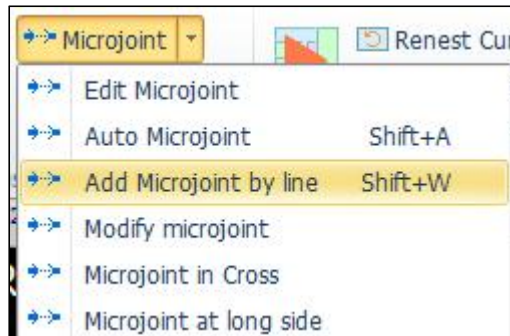 Microjoint Renest Cu
Edit Microjoint
Auto Microjoint Shift+A
Add Microjoint by line Shift+W
Modify microjoint
Microjoint in Cross
Microjoint at long side